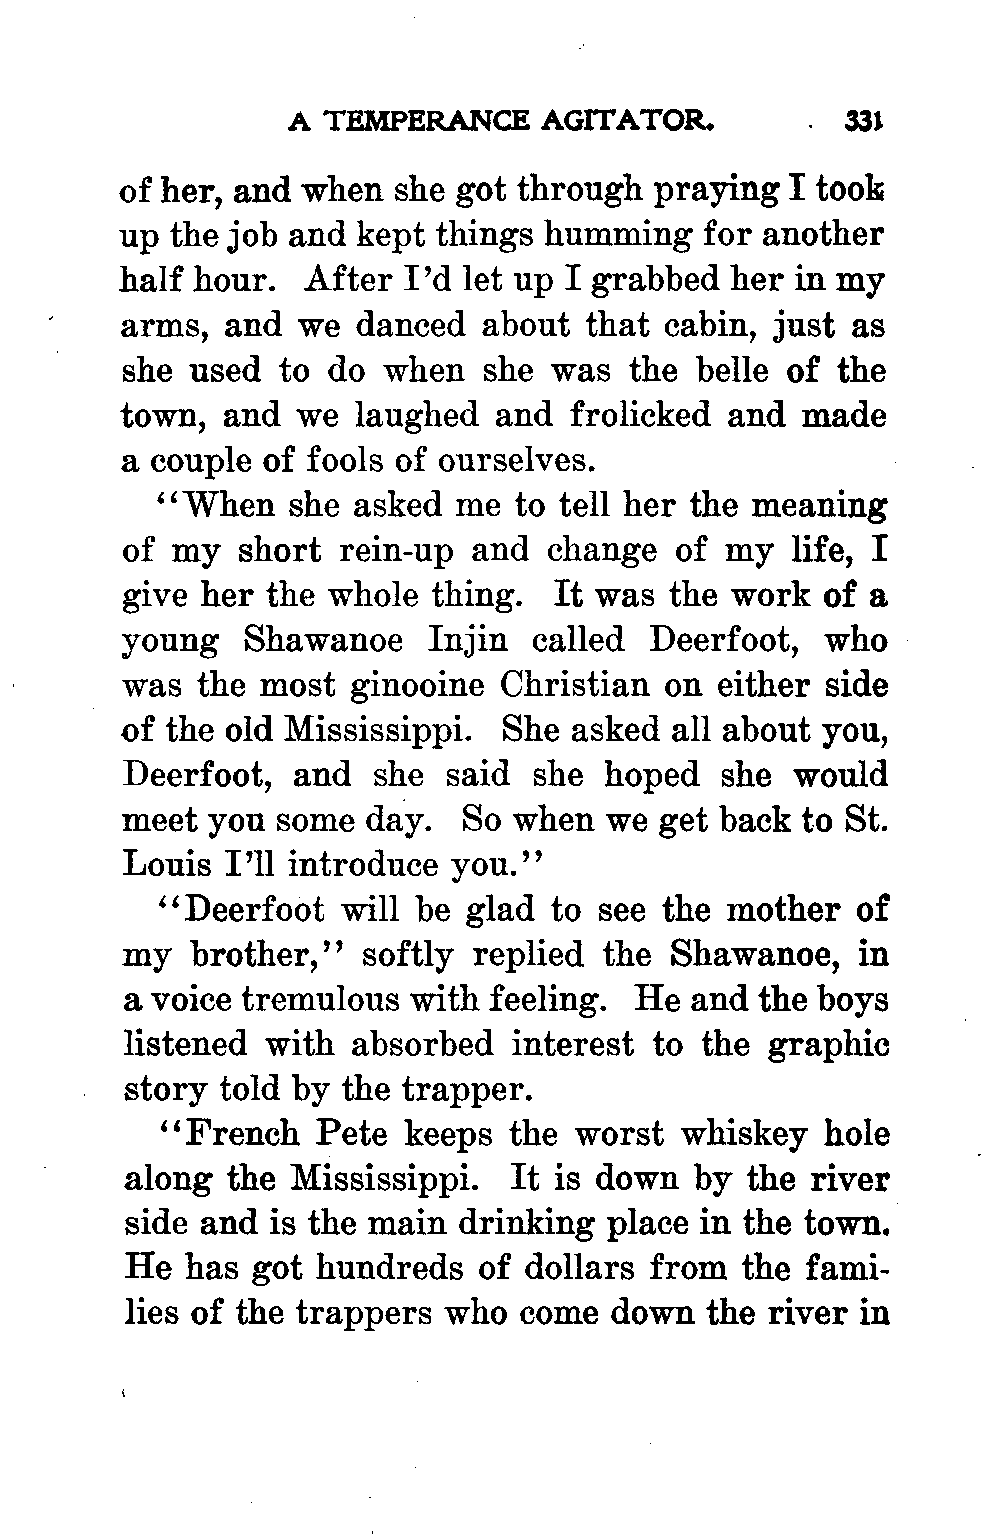 A TEMPERANCE AGITATOR. 331
of her, and when she got through praying I took
up the job and kept things humming for another
half hour. After I'd let up I grabbed her in my
arms, and we danced about that cabin, just as
she used to do when she was the belle of the
town, and we laughed and frolicked and made
a couple of fools of ourselves.
"When she asked me to tell her the meaning
of my short rein-up and change of my life, I
give her the whole thing. It was the work of a
young Shawanoe Injin called Deerfoot, who
was the most ginooine Christian on either side
of the old Mississippi. She asked all about you,
Deerfoot, and she said she hoped she would
meet you some day. So when we get back to St.
Louis I'll introduce you."
"Deerfoot will be glad to see the mother of
my brother," softly replied the Shawanoe, in
a voice tremulous with feeling. He and the boys
listened with absorbed interest to the graphic
story told by the trapper.
"French Pete keeps the worst whiskey hole
along the Mississippi. It is down by the river
side and is the main drinking place in the town.
He has got hundreds of dollars from the fami-
lies of the trappers who come down the river in